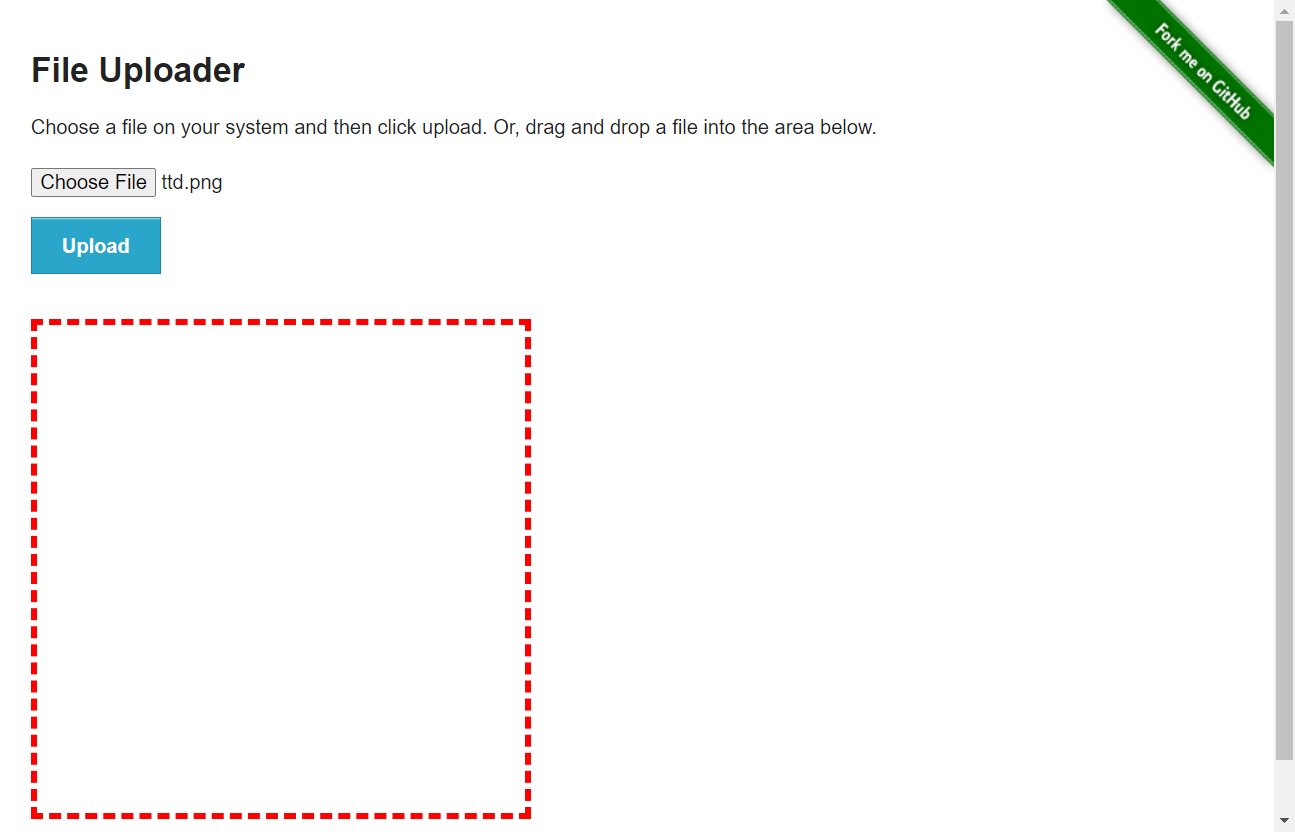 Fork me on GitHub
File Uploader
Choose a file on your system and then click upload. Or, drag and drop a file into the area below.
Choose File ttd.png
Upload